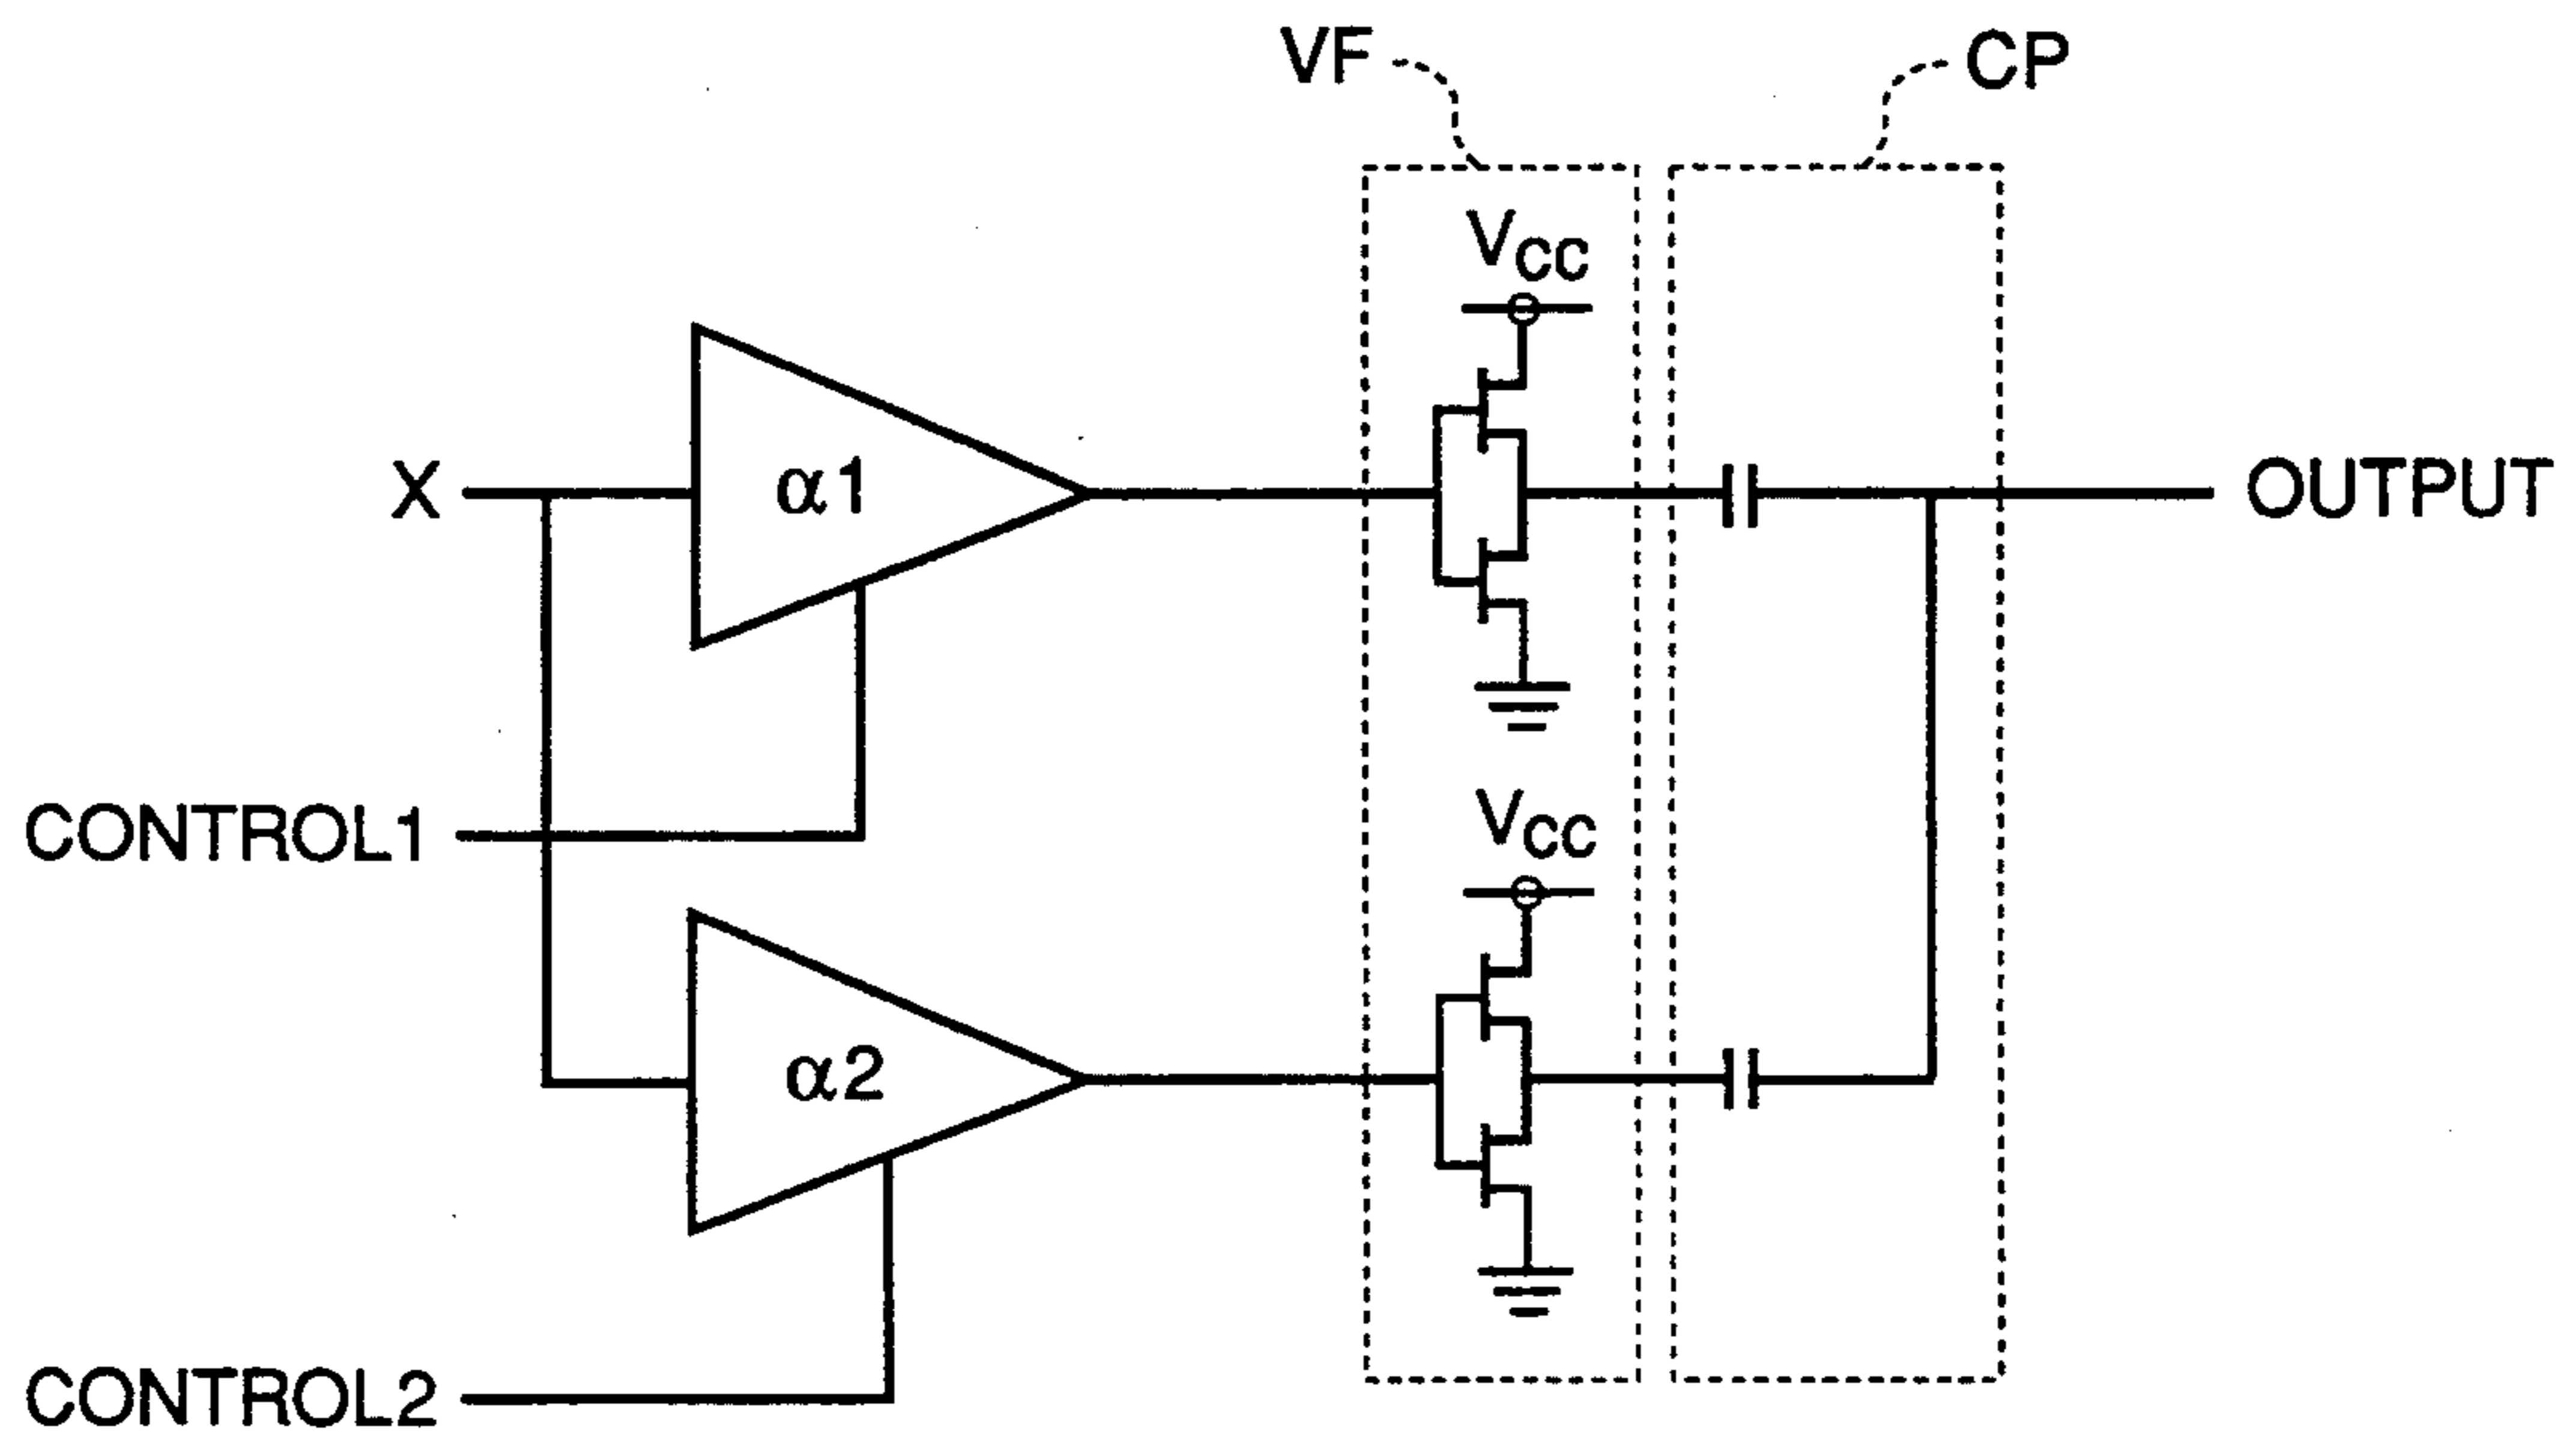 VF
CP
VCC
X
α1
OUTPUT
CONTROL1
VCC
α2
CONTROL2